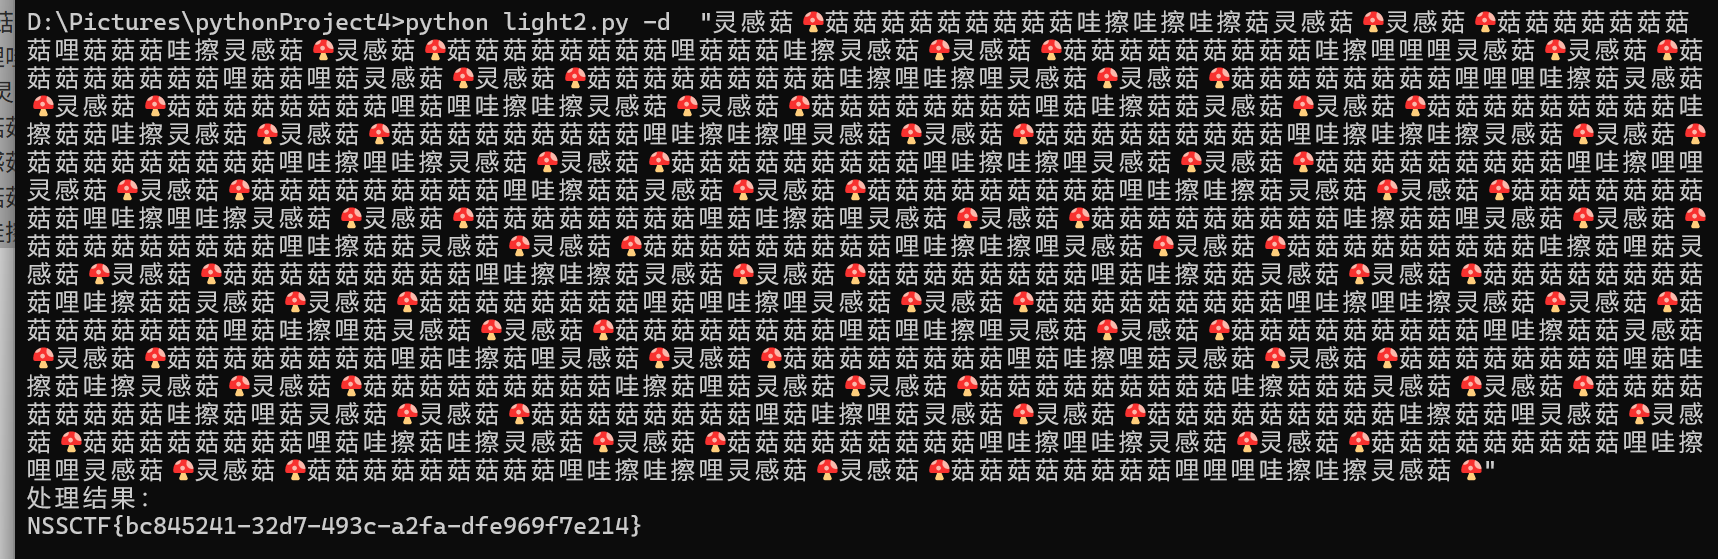 D:\Pictures\pythonProject4>python light2.py -d  "灵感菇🍄菇菇菇菇菇菇菇菇菇哇擦哇擦哇擦菇灵感菇🍄灵感菇🍄菇菇菇菇菇菇菇
菇哩菇菇菇哇擦灵感菇🍄灵感菇🍄菇菇菇菇菇菇菇菇哩菇菇菇哇擦灵感菇🍄灵感菇🍄菇菇菇菇菇菇菇菇菇哇擦哩哩哩灵感菇🍄灵感菇🍄菇
菇菇菇菇菇菇菇哩菇菇哩菇灵感菇🍄灵感菇🍄菇菇菇菇菇菇菇菇菇哇擦哩哇擦哩灵感菇🍄灵感菇🍄菇菇菇菇菇菇菇菇哩哩哩哇擦菇灵感菇
🍄灵感菇🍄菇菇菇菇菇菇菇菇哩菇哩哇擦哇擦灵感菇🍄灵感菇🍄菇菇菇菇菇菇菇菇哩菇哇擦菇菇灵感菇🍄灵感菇🍄菇菇菇菇菇菇菇菇菇哇
擦菇菇哇擦灵感菇🍄灵感菇🍄菇菇菇菇菇菇菇菇菇哩哇擦哇擦哩灵感菇🍄灵感菇🍄菇菇菇菇菇菇菇菇菇哩哇擦哇擦哇擦灵感菇🍄灵感菇🍄
菇菇菇菇菇菇菇菇菇哩哇擦哩哇擦灵感菇🍄灵感菇🍄菇菇菇菇菇菇菇菇菇哩哇擦哇擦哩灵感菇🍄灵感菇🍄菇菇菇菇菇菇菇菇菇哩哇擦哩哩
灵感菇🍄灵感菇🍄菇菇菇菇菇菇菇菇菇哩哇擦菇菇灵感菇🍄灵感菇🍄菇菇菇菇菇菇菇菇菇哩哇擦哇擦菇灵感菇🍄灵感菇🍄菇菇菇菇菇菇菇
菇菇哩哇擦哩哇擦灵感菇🍄灵感菇🍄菇菇菇菇菇菇菇菇哩菇哇擦菇哩灵感菇🍄灵感菇🍄菇菇菇菇菇菇菇菇菇哇擦菇菇哩灵感菇🍄灵感菇🍄
菇菇菇菇菇菇菇菇菇哩哇擦菇菇灵感菇🍄灵感菇🍄菇菇菇菇菇菇菇菇菇哩哇擦哇擦哩灵感菇🍄灵感菇🍄菇菇菇菇菇菇菇菇菇哇擦菇哩菇灵
感菇🍄灵感菇🍄菇菇菇菇菇菇菇菇菇哩哇擦哇擦菇灵感菇🍄灵感菇🍄菇菇菇菇菇菇菇菇哩菇哇擦菇菇灵感菇🍄灵感菇🍄菇菇菇菇菇菇菇菇
菇哩哇擦菇菇灵感菇🍄灵感菇🍄菇菇菇菇菇菇菇菇哩菇哩哇擦哩灵感菇🍄灵感菇🍄菇菇菇菇菇菇菇菇菇哩哇擦哩哇擦灵感菇🍄灵感菇🍄菇
菇菇菇菇菇菇菇哩菇哇擦哩菇灵感菇🍄灵感菇🍄菇菇菇菇菇菇菇菇哩菇哩哇擦哩灵感菇🍄灵感菇🍄菇菇菇菇菇菇菇菇菇哩哇擦菇菇灵感菇
🍄灵感菇🍄菇菇菇菇菇菇菇菇哩菇哇擦菇哩灵感菇🍄灵感菇🍄菇菇菇菇菇菇菇菇哩菇哇擦哩菇灵感菇🍄灵感菇🍄菇菇菇菇菇菇菇菇哩菇哇
擦菇哇擦灵感菇🍄灵感菇🍄菇菇菇菇菇菇菇菇菇哇擦菇哩菇灵感菇🍄灵感菇🍄菇菇菇菇菇菇菇菇菇哇擦菇菇菇灵感菇🍄灵感菇🍄菇菇菇菇
菇菇菇菇菇哇擦菇哩菇灵感菇🍄灵感菇🍄菇菇菇菇菇菇菇菇哩菇哇擦哩菇灵感菇🍄灵感菇🍄菇菇菇菇菇菇菇菇菇哇擦菇菇哩灵感菇🍄灵感
菇🍄菇菇菇菇菇菇菇菇哩菇哇擦菇哇擦灵感菇🍄灵感菇🍄菇菇菇菇菇菇菇菇菇哩哇擦哩哇擦灵感菇🍄灵感菇🍄菇菇菇菇菇菇菇菇菇哩哇擦
哩哩灵感菇🍄灵感菇🍄菇菇菇菇菇菇菇菇菇哩哇擦哇擦哩灵感菇🍄灵感菇🍄菇菇菇菇菇菇菇菇哩哩哩哇擦哇擦灵感菇🍄"
处理结果:
NSSCTF{bc845241-32d7-493c-a2fa-dfe969f7e214}